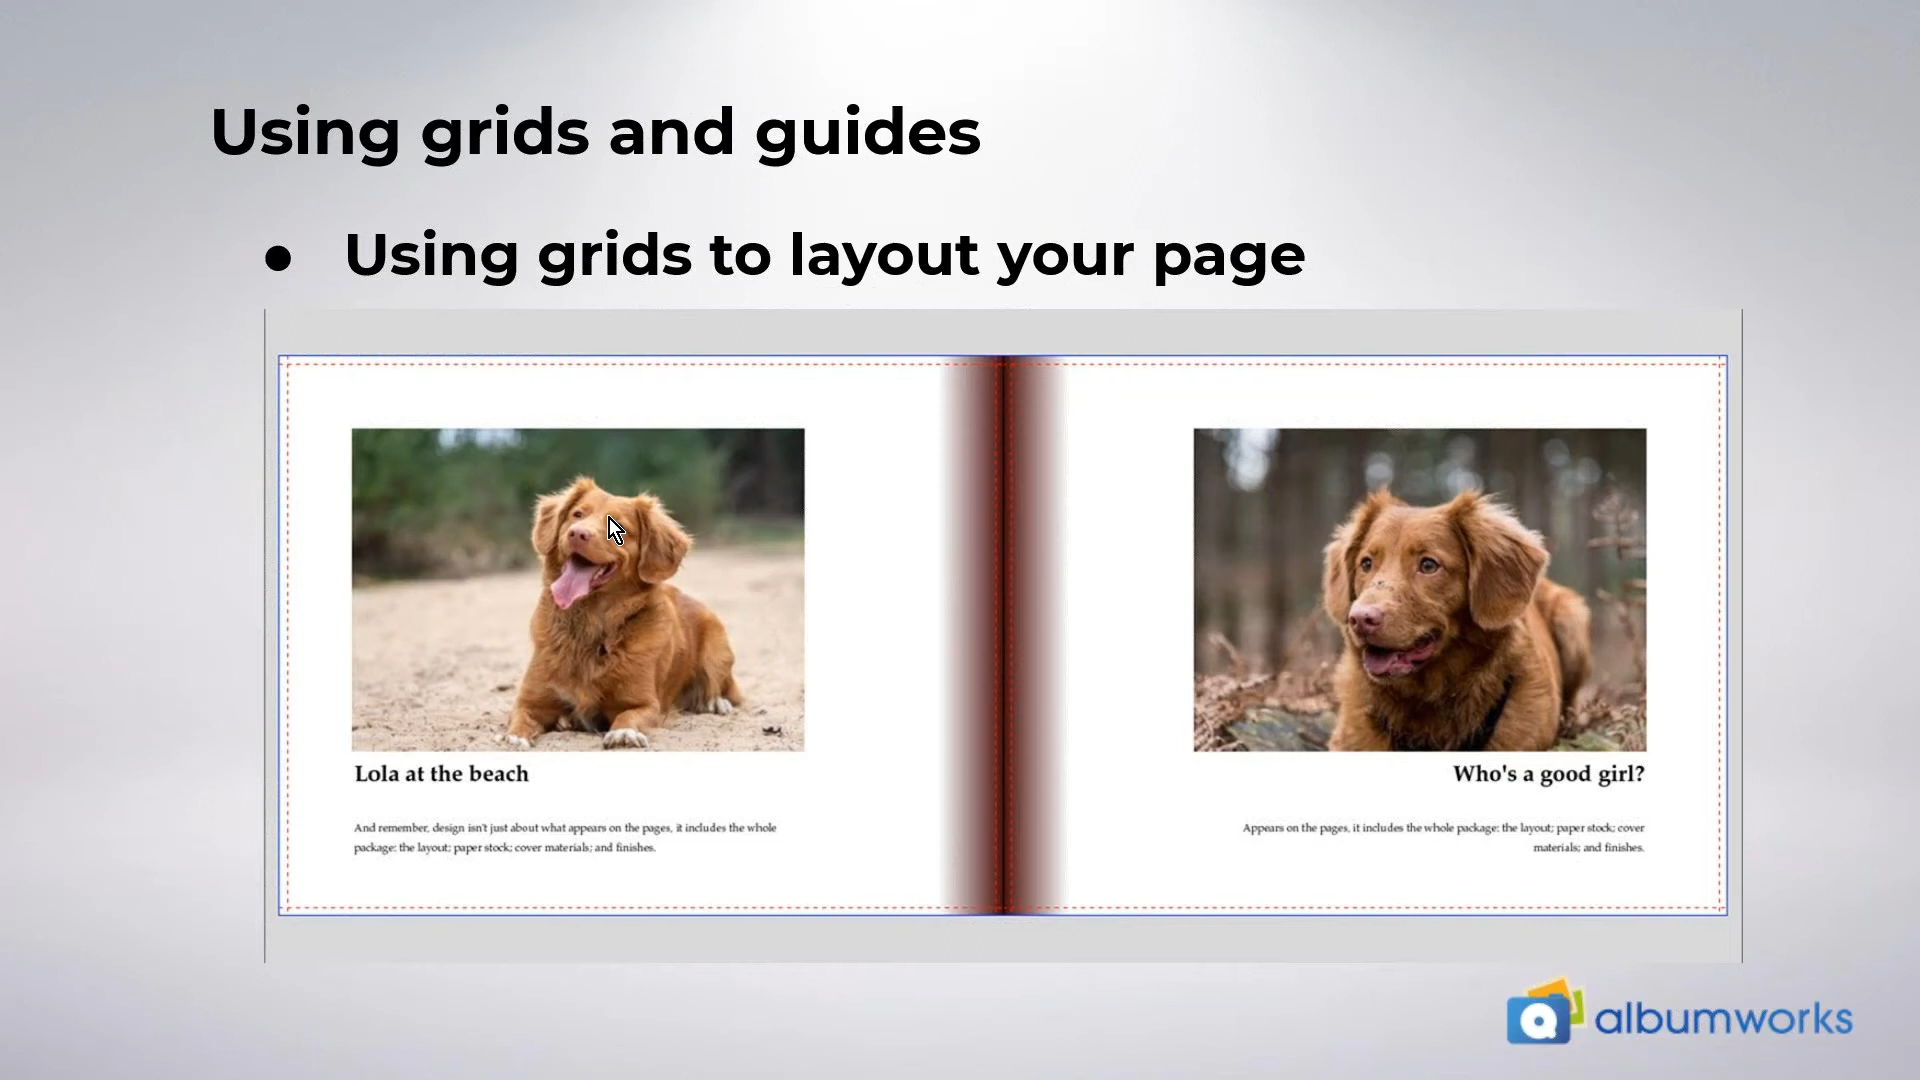 Using grids and guides
● Using grids to layout your page
Lola at the beach
And remember, design isn't just about what appears on the pages, it includes the whole
package: the layout; paper stock; cover materials; and finishes.
Who's a good girl?
Appears on the pages, it includes the whole package: the layout; paper stock; cover
materials; and finishes.
albumworks